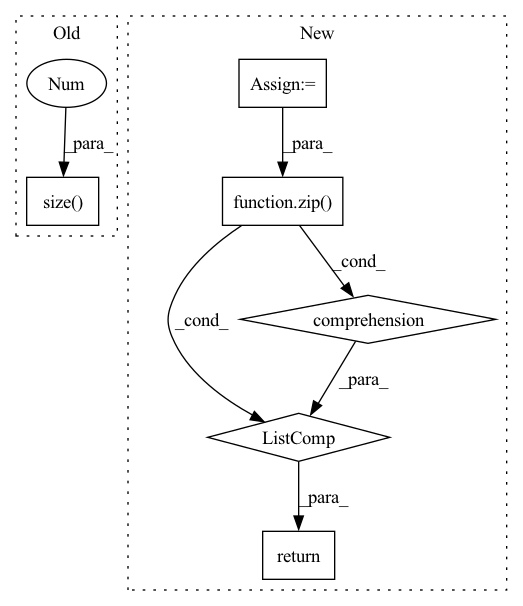 Old
New
Num
Assign:=
_para_
_para_
size()
function.zip()
_cond_
_cond_
comprehension
_para_
ListComp
_para_
return